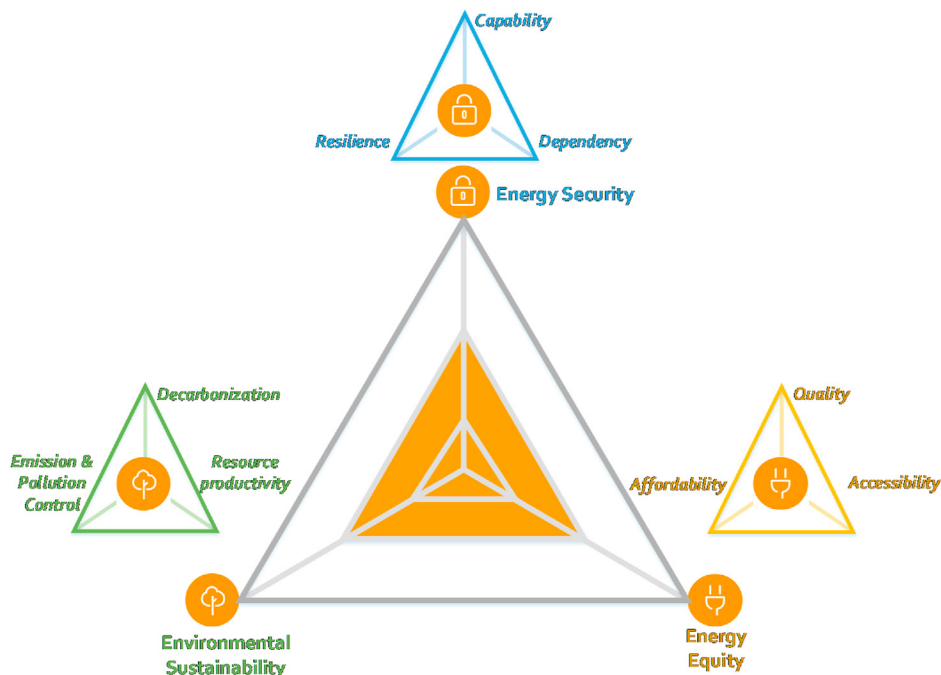 Capability
Resilience
Dependency
Energy Security
Decarbonization
Emission &
Pollution
Control
Resource
productivity
Quality
Affordability
Accessibility
Environmental
Sustainability
Energy
Equity